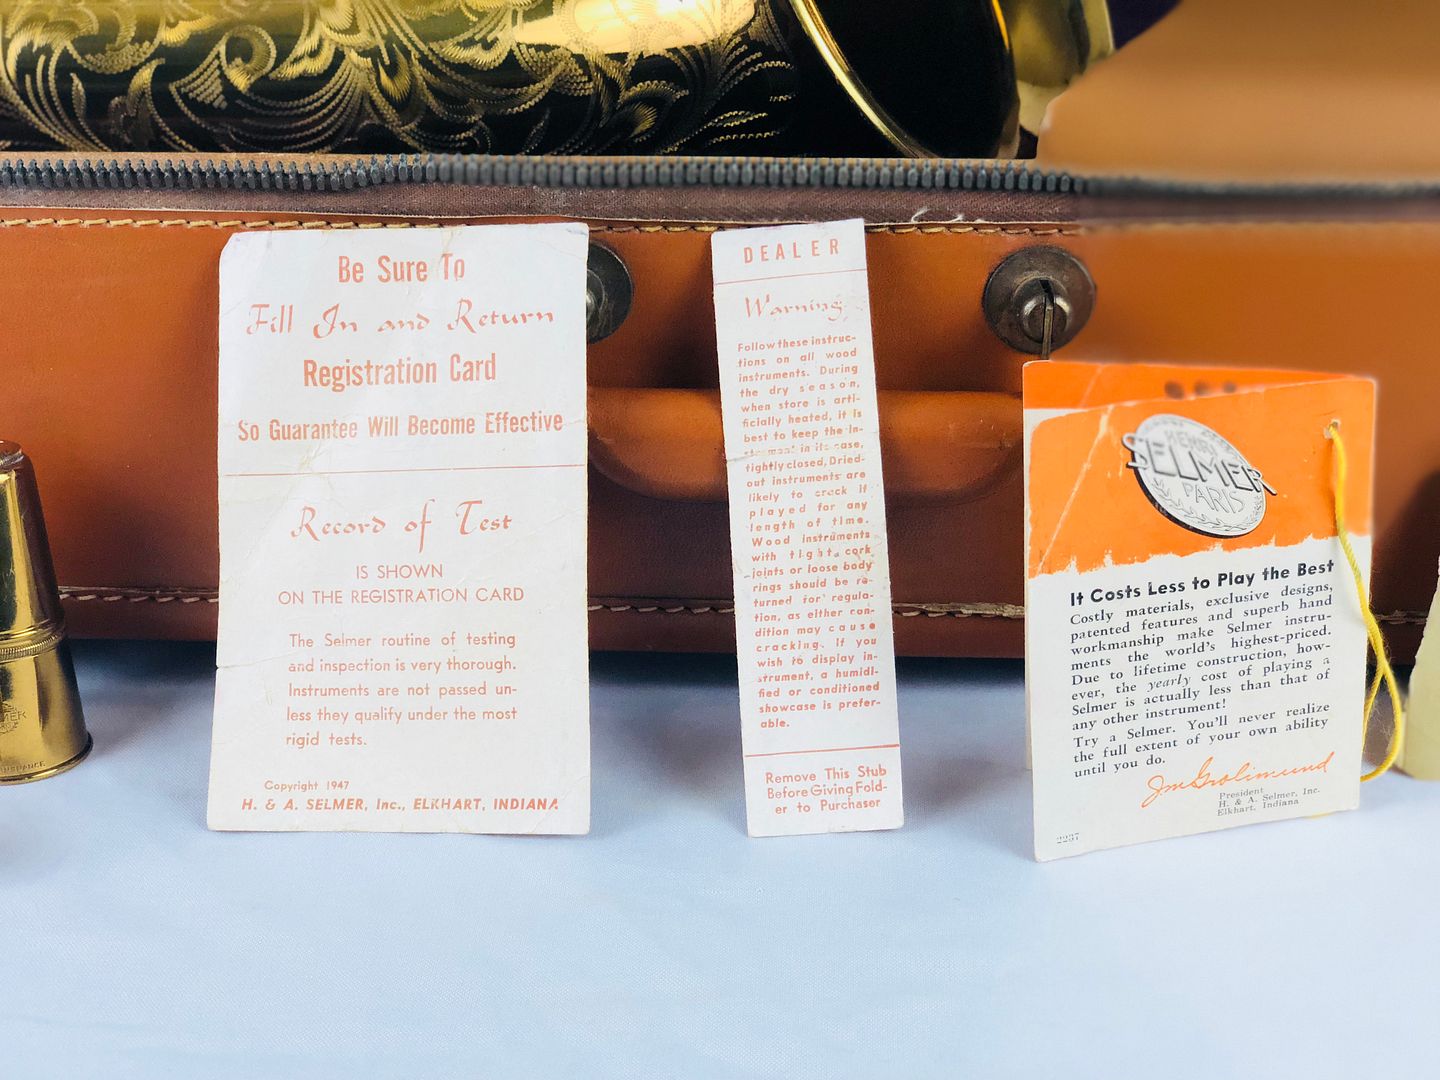 Be Sure To
Fill In and Return
Registration Card
So Guarantee Will Become Effective
Record of Test
IS SHOWN
ON THE REGISTRATION CARD
The Selmer routine of testing
and inspection is very thorough.
Instruments are not passed un-
less they qualify under the most
rigid tests.
Copyright 1947
H. & A. SELMER, Inc., ELKHART, INDIANA
DEALER
Warning
Follow these instruc-
tions on all wood
instruments. During
the dry season,
when store is arti-
ficially heated, it is
best to keep the in-
strument in its case,
tightly closed, Dried-
out instruments are
likely to crack if
played for any
length of time.
Wood instruments
with tight cork
joints or loose body
rings should be re-
turned for regula-
tion, as either con-
dition may cause
cracking. If you
wish to display in-
strument, a humidi-
fied or conditioned
showcase is prefer-
able.
Remove This Stub
Before Giving Fold-
er to Purchaser
HENRI
SELMER
PARIS
It Costs Less to Play the Best
Costly materials, exclusive designs,
patented features and superb hand
workmanship make Selmer instru-
ments the world's highest-priced.
Due to lifetime construction, how-
ever, the yearly cost of playing a
Selmer is actually less than that of
any other instrument!
Try a Selmer. You'll never realize
the full extent of your own ability
until you do.
President
H. & A. Selmer, Inc.
Elkhart, Indiana
2237